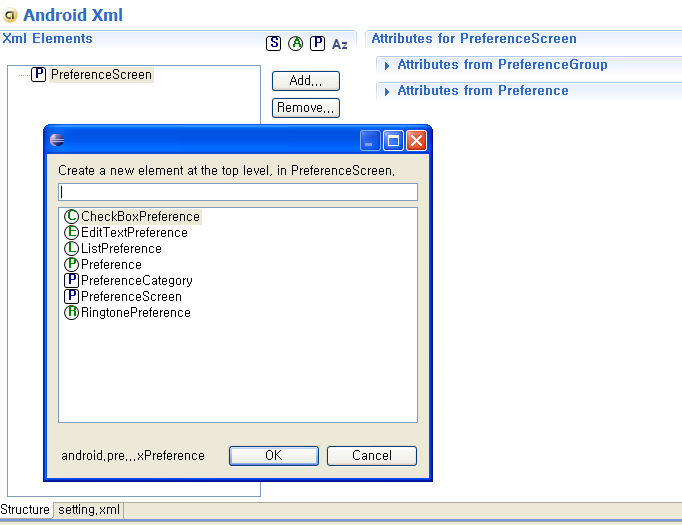 Android Xml
Xml Elements
S A P Az
Attributes for PreferenceScreen
P PreferenceScreen
Add...
Attributes from PreferenceGroup
Remove...
Attributes from Preference
Create a new element at the top level, in PreferenceScreen.
C CheckBoxPreference
E EditTextPreference
L ListPreference
P Preference
P PreferenceCategory
P PreferenceScreen
R RingtonePreference
android.pre...xPreference
OK
Cancel
Structure
setting.xml